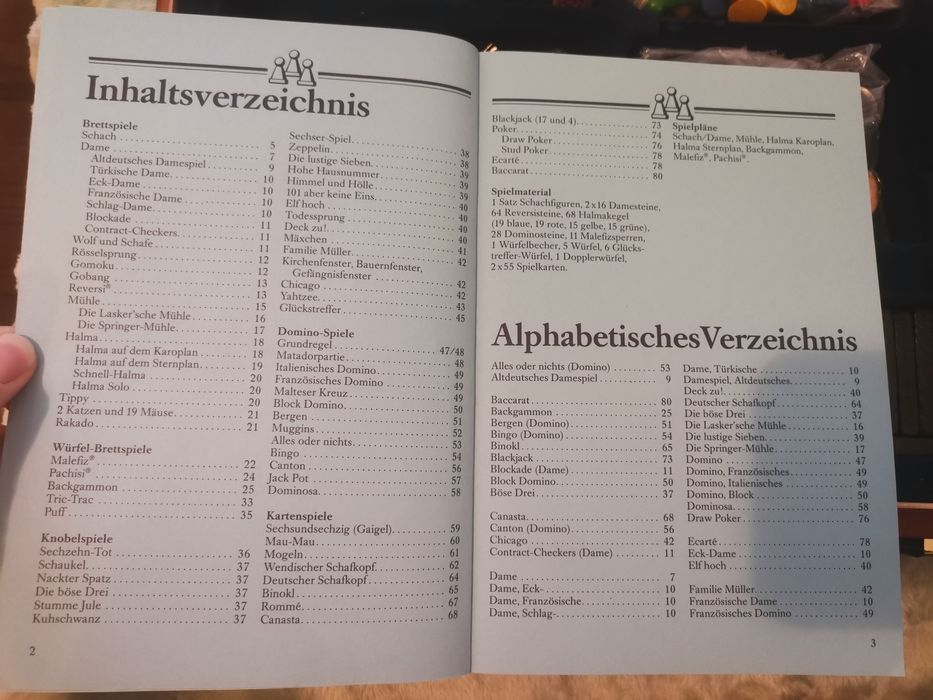 Inhaltsverzeichnis
Brettspiele
Schach 5
Dame 7
Altdeutsches Damespiel 9
Türkische Dame 10
Eck-Dame 10
Französische Dame 10
Schlag-Dame 10
Blockade 11
Contract-Checkers 11
Wolf und Schafe 11
Rösselsprung 12
Gomoku 12
Gobang 13
Reversi® 13
Mühle 15
Die Lasker'sche Mühle 16
Die Springer-Mühle 17
Halma 18
Halma auf dem Karoplan 18
Halma auf dem Sternplan 19
Schnell-Halma 20
Halma Solo 20
Tippy 20
2 Katzen und 19 Mäuse 21
Rakado 21
Würfel-Brettspiele
Malefiz® 22
Pachisi® 24
Backgammon 25
Tric-Trac 33
Puff 35
Knobelspiele
Sechzehn-Tot 36
Schaukel 37
Nackter Spatz 37
Die böse Drei 37
Stumme Jule 37
Kuhschwanz 37
Sechser-Spiel 38
Zeppelin 38
Die lustige Sieben 39
Hohe Hausnummer 39
Himmel und Hölle 39
101 aber keine Eins 40
Elf hoch 40
Todessprung 40
Deck zu! 40
Mäxchen 41
Familie Müller 42
Kirchenfenster, Bauernfenster,
Gefängnisfenster 42
Chicago 42
Yahtzee 43
Glückstreffer 45
Domino-Spiele
Grundregel 47/48
Matadorpartie 48
Italienisches Domino 49
Französisches Domino 49
Malteser Kreuz 49
Block Domino 50
Bergen 51
Muggins 52
Alles oder nichts 53
Bingo 54
Canton 56
Jack Pot 57
Dominosa 58
Kartenspiele
Sechsundsechzig (Gaigel) 59
Mau-Mau 60
Mogeln 61
Wendischer Schafkopf 62
Deutscher Schafkopf 64
Binokl 65
Rommé 67
Canasta 68
2
Blackjack (17 und 4) 73
Poker 74
Draw Poker 76
Stud Poker 78
Ecarté 78
Baccarat 80
Spielpläne
Schach/Dame, Mühle, Halma Karoplan,
Halma Sternplan, Backgammon,
Malefiz®, Pachisi®.
Spielmaterial
1 Satz Schachfiguren, 2x16 Damesteine,
64 Reversisteine, 68 Halmakegel
(19 blaue, 19 rote, 15 gelbe, 15 grüne),
28 Dominosteine, 11 Malefizsperren,
1 Würfelbecher, 5 Würfel, 6 Glücks-
treffer-Würfel, 1 Dopplerwürfel,
2x55 Spielkarten.
Alphabetisches Verzeichnis
Alles oder nichts (Domino) 53
Altdeutsches Damespiel 9
Baccarat 80
Backgammon 25
Bergen (Domino) 51
Bingo (Domino) 54
Binokl 65
Blackjack 73
Blockade (Dame) 11
Block Domino 50
Böse Drei 37
Canasta 68
Canton (Domino) 56
Chicago 42
Contract-Checkers (Dame) 11
Dame 7
Dame, Eck- 10
Dame, Französische 10
Dame, Schlag- 10
Dame, Türkische 10
Damespiel, Altdeutsches 9
Deck zu! 40
Deutscher Schafkopf 64
Die böse Drei 37
Die Lasker'sche Mühle 16
Die lustige Sieben 39
Die Springer-Mühle 17
Domino 47
Domino, Französisches 49
Domino, Italienisches 49
Domino, Block 50
Dominosa 58
Draw Poker 76
Ecarté 78
Eck-Dame 10
Elf hoch 40
Familie Müller 42
Französische Dame 10
Französisches Domino 49
3